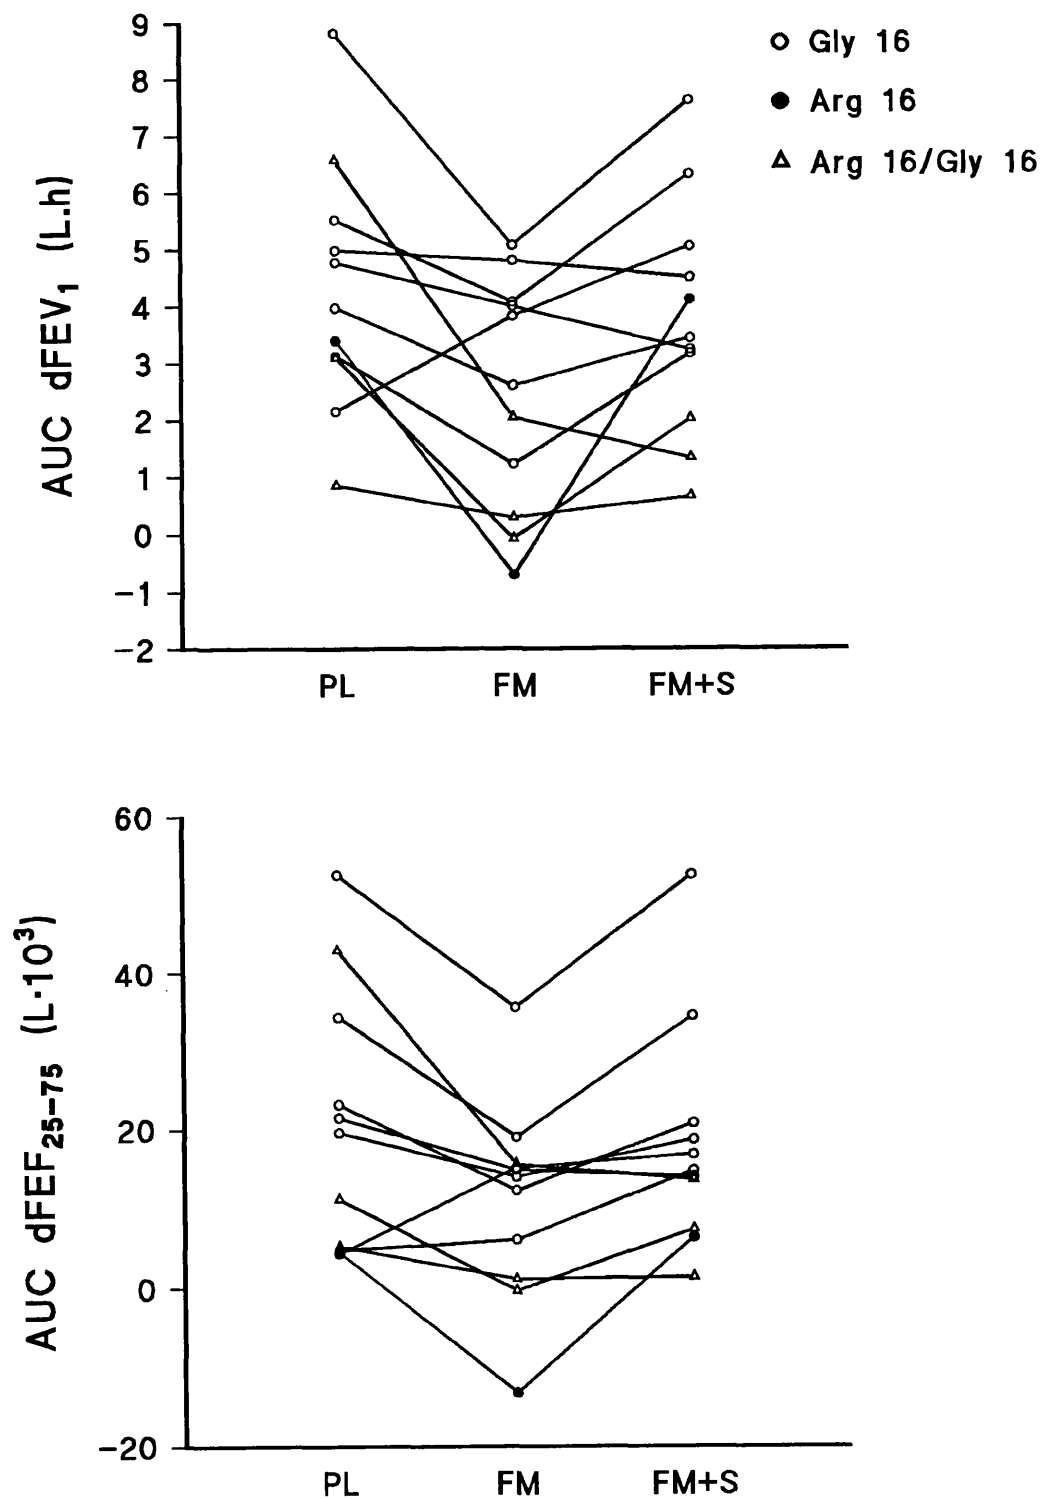 9
8
7
6
5
4
3
2
1
0
−1
−2
AUC dFEV₁ (L.h)
Gly 16
Arg 16
Arg 16/Gly 16
PL FM FM+S
60
40
20
0
−20
AUC dFEF₂₅₋₇₅ (L·10³)
PL FM FM+S